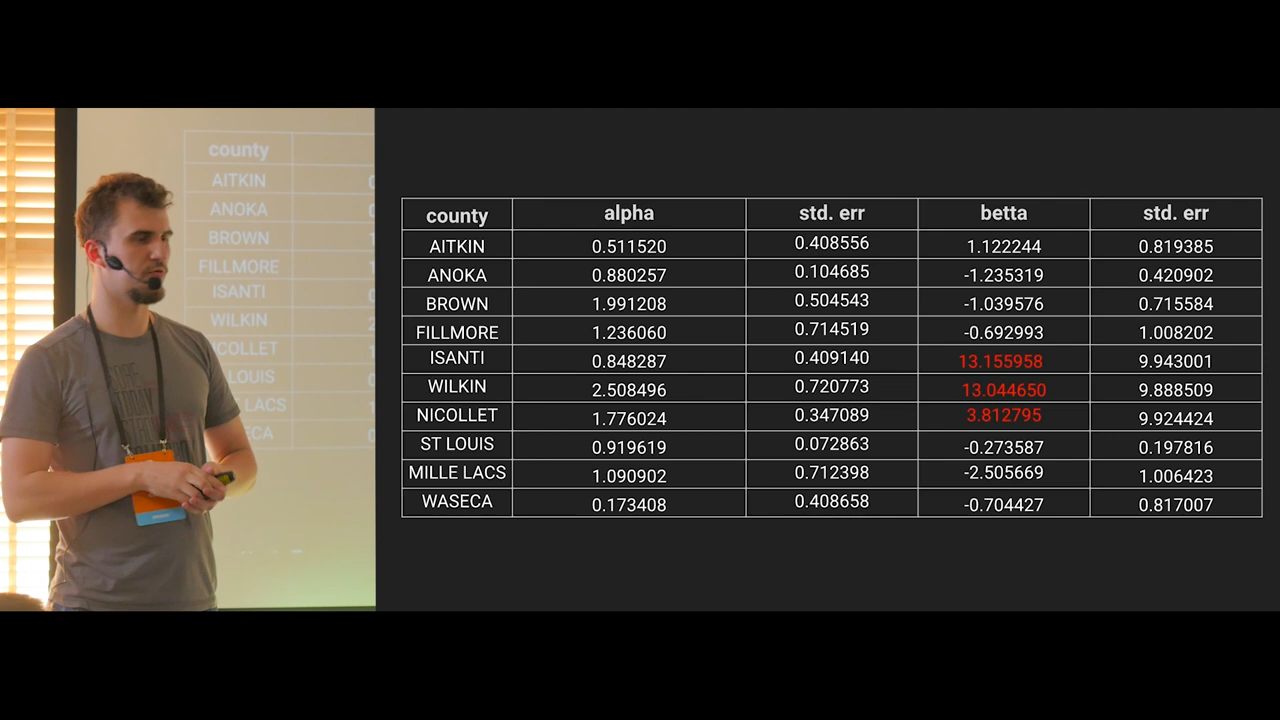 county
AITKIN
ANOKA
BROWN
FILLMORE
ISANTI
WILKIN
COLLET
LOUIS
LACS
ECA
county alpha std. err betta std. err
AITKIN 0.511520 0.408556 1.122244 0.819385
ANOKA 0.880257 0.104685 -1.235319 0.420902
BROWN 1.991208 0.504543 -1.039576 0.715584
FILLMORE 1.236060 0.714519 -0.692993 1.008202
ISANTI 0.848287 0.409140 13.155958 9.943001
WILKIN 2.508496 0.720773 13.044650 9.888509
NICOLLET 1.776024 0.347089 3.812795 9.924424
ST LOUIS 0.919619 0.072863 -0.273587 0.197816
MILLE LACS 1.090902 0.712398 -2.505669 1.006423
WASECA 0.173408 0.408658 -0.704427 0.817007